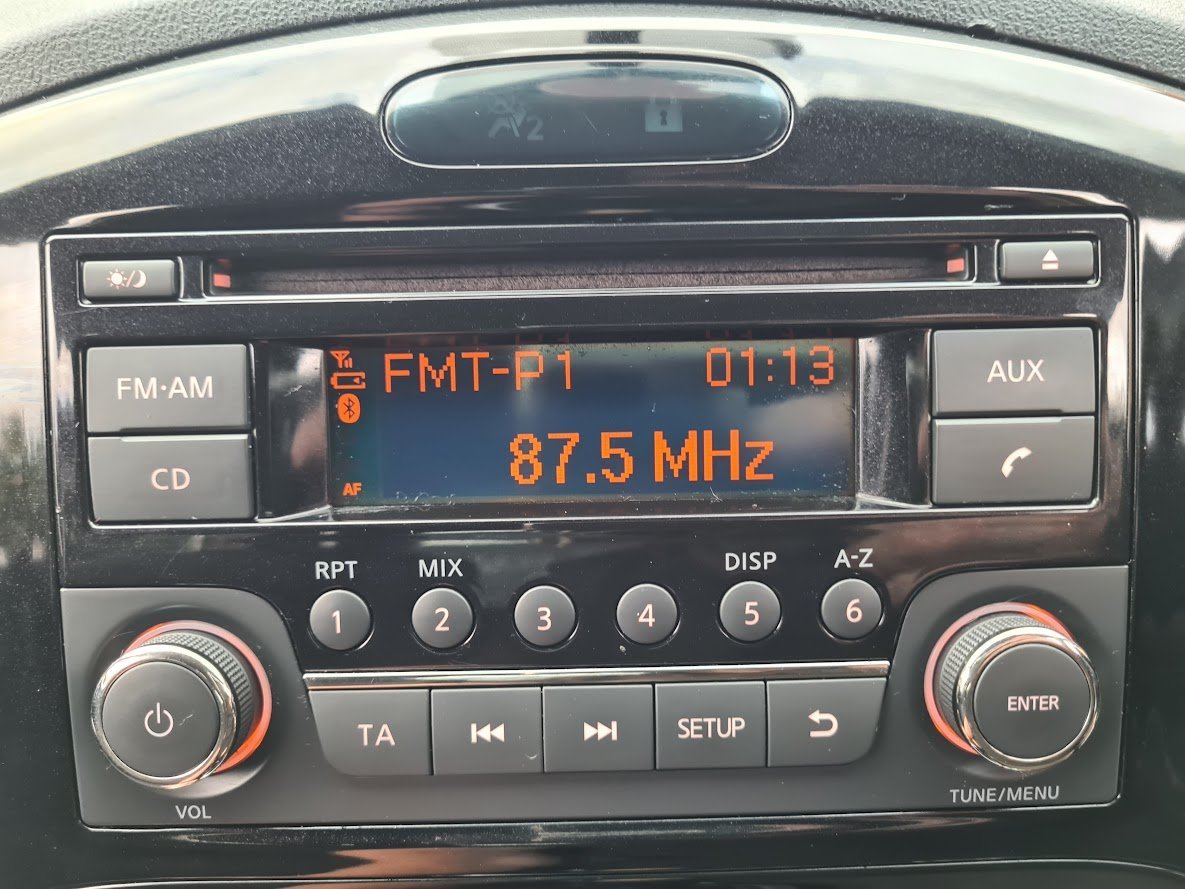 2
FMT-P1 01:13
87.5 MHz
AF
FM·AM
CD
AUX
RPT MIX DISP A-Z
1 2 3 4 5 6
TA SETUP
ENTER
VOL
TUNE/MENU